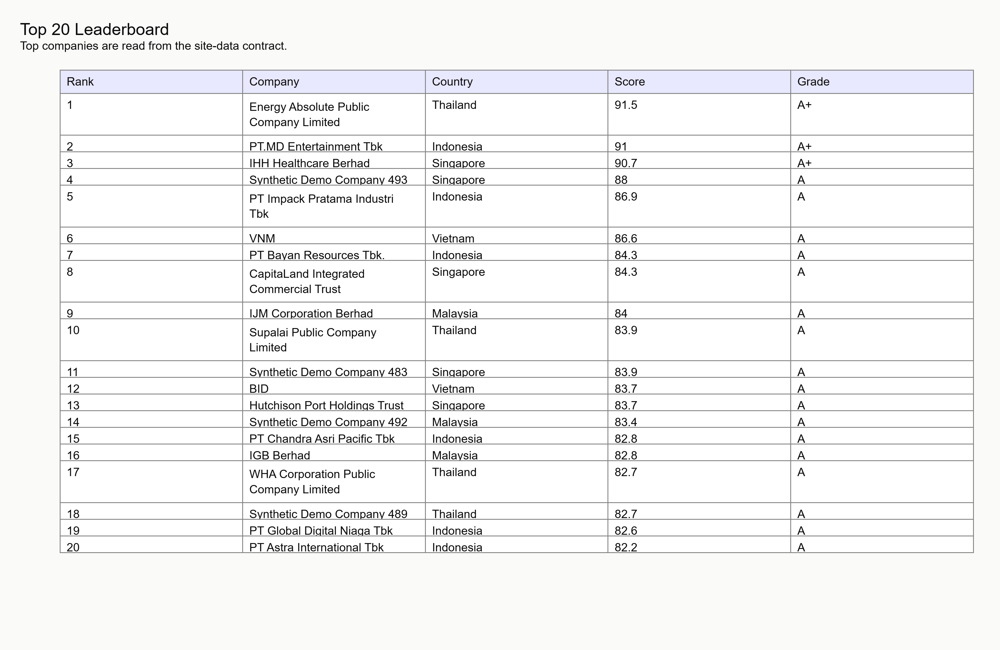 Top 20 Leaderboard
Top companies are read from the site-data contract.
Rank Company Country Score Grade
1 Energy Absolute Public Company Limited Thailand 91.5 A+
2 PT.MD Entertainment Tbk Indonesia 91 A+
3 IHH Healthcare Berhad Singapore 90.7 A+
4 Synthetic Demo Company 493 Singapore 88 A
5 PT Impack Pratama Industri Tbk Indonesia 86.9 A
6 VNM Vietnam 86.6 A
7 PT Bayan Resources Tbk. Indonesia 84.3 A
8 CapitaLand Integrated Commercial Trust Singapore 84.3 A
9 IJM Corporation Berhad Malaysia 84 A
10 Supalai Public Company Limited Thailand 83.9 A
11 Synthetic Demo Company 483 Singapore 83.9 A
12 BID Vietnam 83.7 A
13 Hutchison Port Holdings Trust Singapore 83.7 A
14 Synthetic Demo Company 492 Malaysia 83.4 A
15 PT Chandra Asri Pacific Tbk Indonesia 82.8 A
16 IGB Berhad Malaysia 82.8 A
17 WHA Corporation Public Company Limited Thailand 82.7 A
18 Synthetic Demo Company 489 Thailand 82.7 A
19 PT Global Digital Niaga Tbk Indonesia 82.6 A
20 PT Astra International Tbk Indonesia 82.2 A